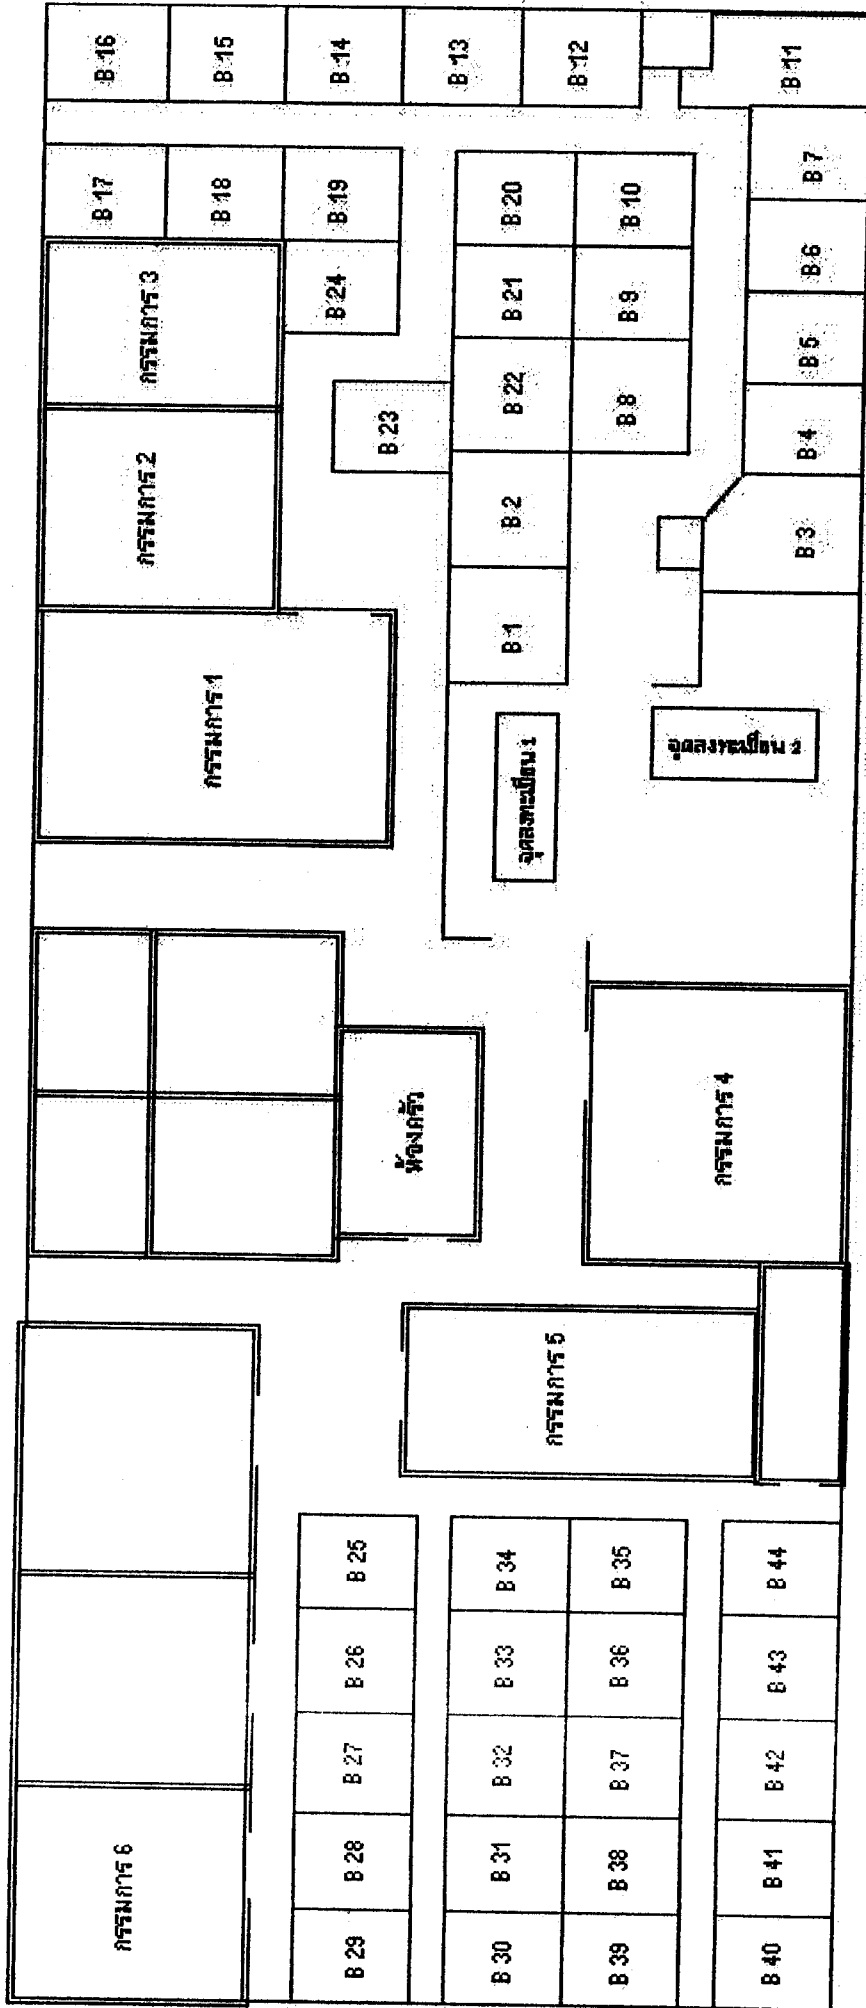 B 16
B 15
B 14
B 13
B 12
B 11
B 17
B 18
B 19
B 20
B 10
B 7
กรรมการ 3
B 24
B 21
B 9
B 6
B 5
กรรมการ 2
B 23
B 22
B 8
B 4
B 2
B 3
กรรมการ 1
B 1
จุดลงทะเบียน 1
จุดลงทะเบียน 2
ห้องครัว
กรรมการ 4
กรรมการ 5
B 25
B 34
B 35
B 44
B 26
B 33
B 36
B 43
B 27
B 32
B 37
B 42
กรรมการ 6
B 28
B 31
B 38
B 41
B 29
B 30
B 39
B 40